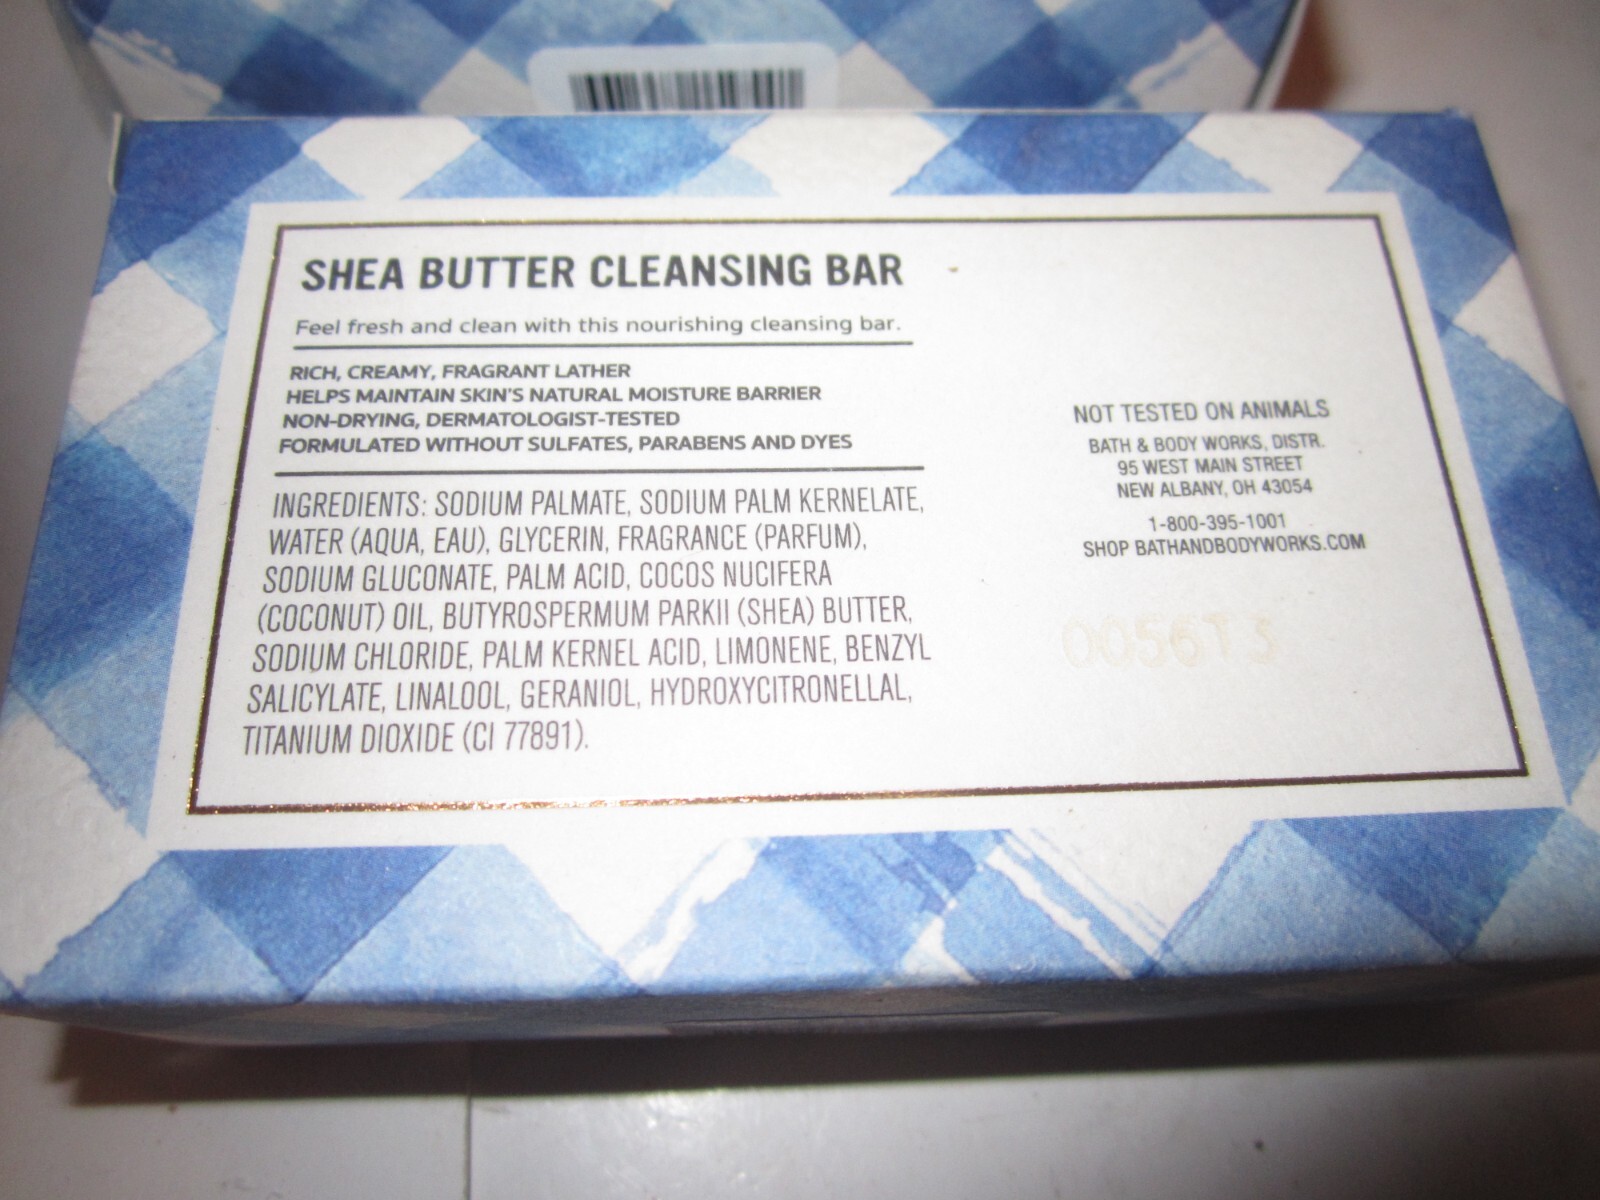 SHEA BUTTER CLEANSING BAR
Feel fresh and clean with this nourishing cleansing bar.
RICH, CREAMY, FRAGRANT LATHER
HELPS MAINTAIN SKIN'S NATURAL MOISTURE BARRIER
NON-DRYING, DERMATOLOGIST-TESTED
FORMULATED WITHOUT SULFATES, PARABENS AND DYES
INGREDIENTS: SODIUM PALMATE, SODIUM PALM KERNELATE,
WATER (AQUA, EAU), GLYCERIN, FRAGRANCE (PARFUM),
SODIUM GLUCONATE, PALM ACID, COCOS NUCIFERA
(COCONUT) OIL, BUTYROSPERMUM PARKII (SHEA) BUTTER,
SODIUM CHLORIDE, PALM KERNEL ACID, LIMONENE, BENZYL
SALICYLATE, LINALOOL, GERANIOL, HYDROXYCITRONELLAL,
TITANIUM DIOXIDE (CI 77891).
NOT TESTED ON ANIMALS
BATH & BODY WORKS, DISTR.
95 WEST MAIN STREET
NEW ALBANY, OH 43054
1-800-395-1001
SHOP BATHANDBODYWORKS.COM
0056T3